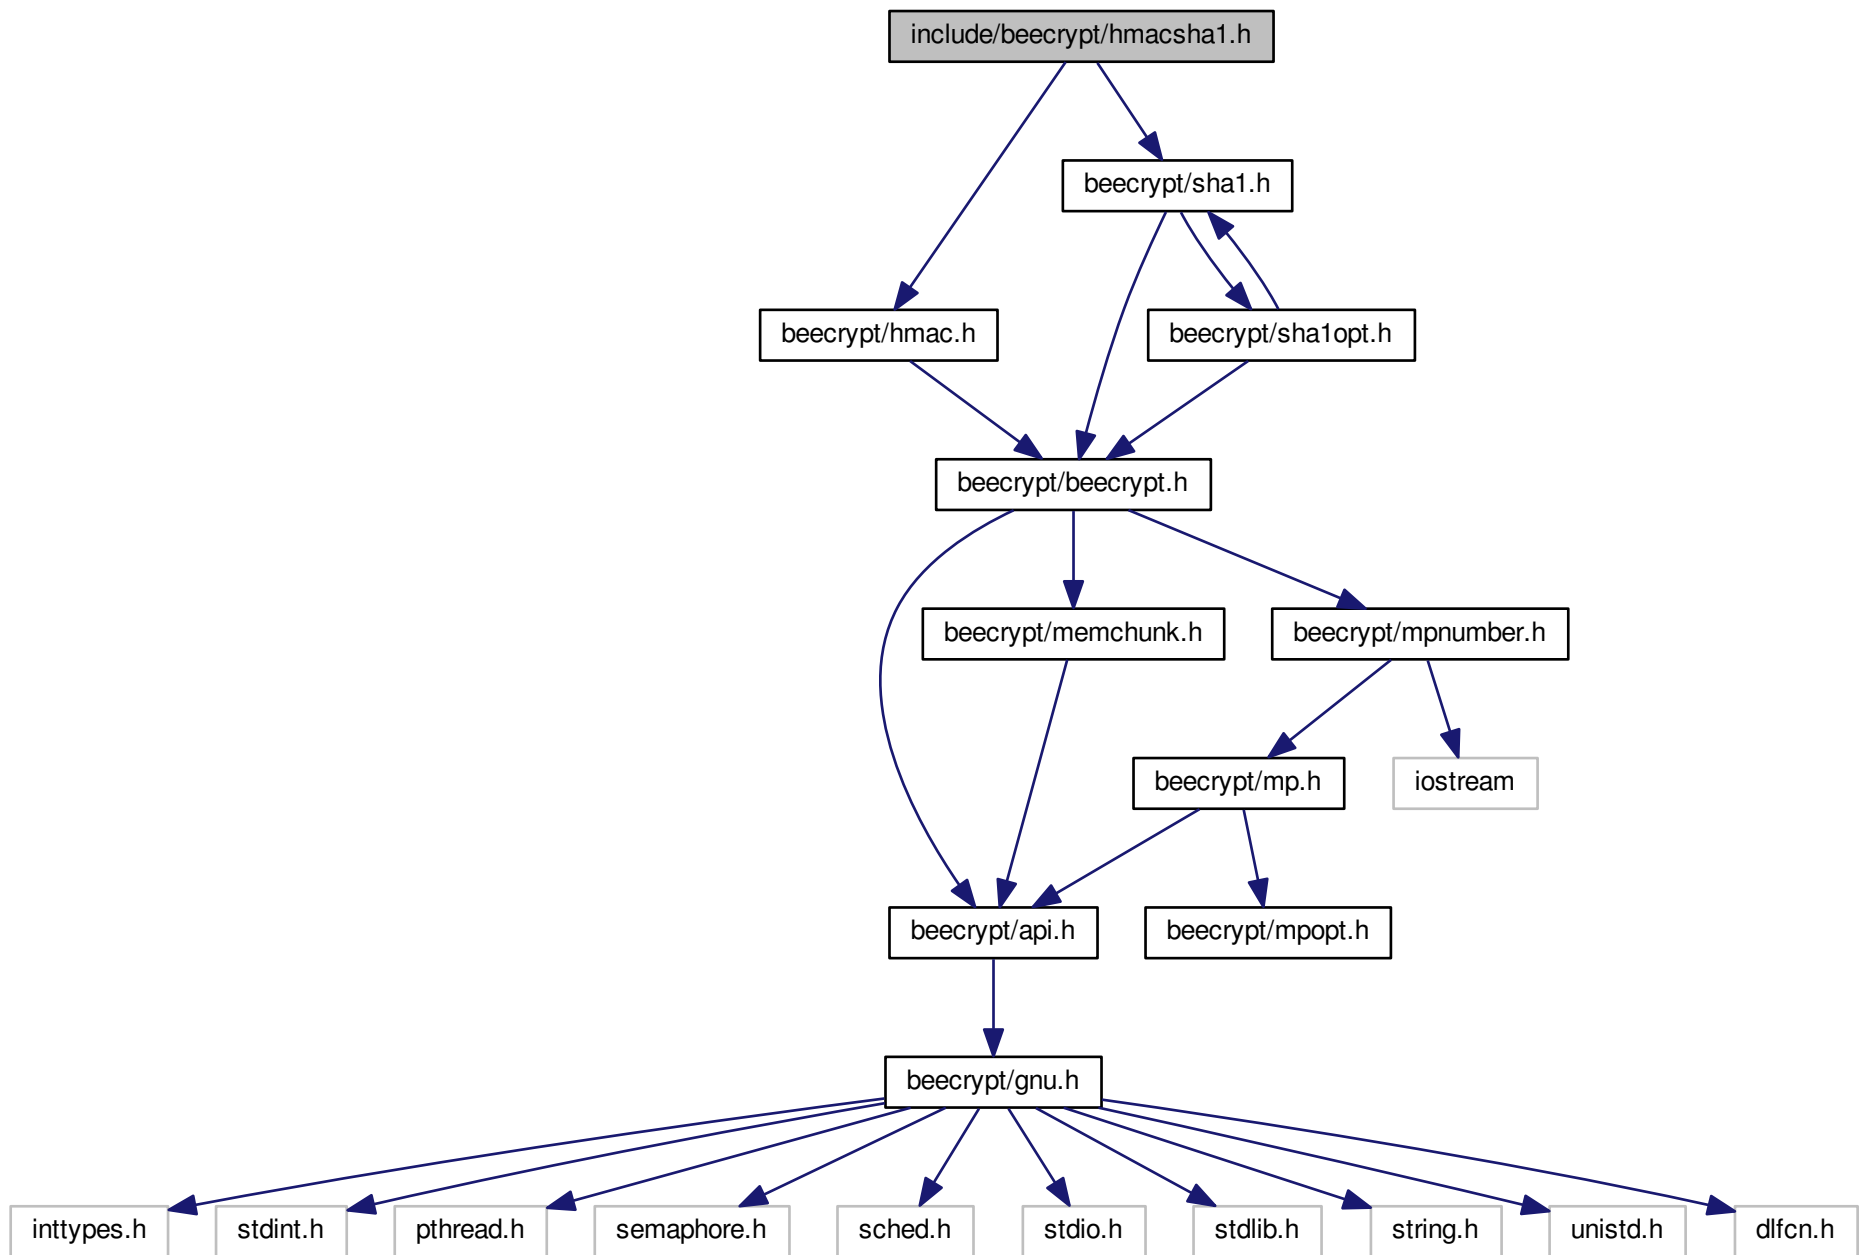 include/beecrypt/hmacsha1.h
beecrypt/sha1.h
beecrypt/hmac.h
beecrypt/sha1opt.h
beecrypt/beecrypt.h
beecrypt/memchunk.h
beecrypt/mpnumber.h
beecrypt/mp.h
iostream
beecrypt/api.h
beecrypt/mpopt.h
beecrypt/gnu.h
inttypes.h
stdint.h
pthread.h
semaphore.h
sched.h
stdio.h
stdlib.h
string.h
unistd.h
dlfcn.h